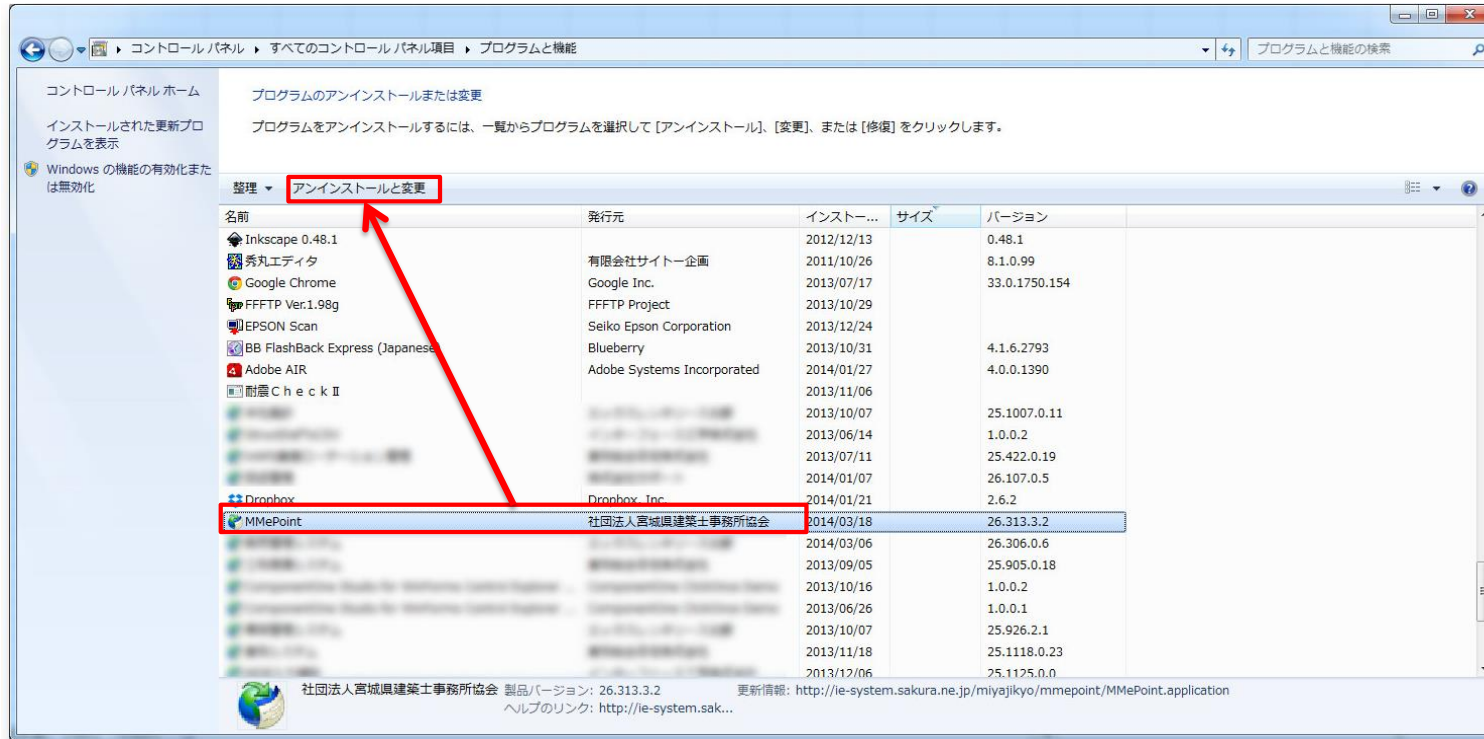 コントロール パネル ▸ すべてのコントロール パネル項目 ▸ プログラムと機能
プログラムと機能の検索
コントロール パネル ホーム
インストールされた更新プロ
グラムを表示
Windows の機能の有効化また
は無効化
プログラムのアンインストールまたは変更
プログラムをアンインストールするには、一覧からプログラムを選択して [アンインストール]、[変更]、または [修復] をクリックします。
整理 ▼ アンインストールと変更
名前 発行元 インストー... サイズ バージョン
Inkscape 0.48.1 2012/12/13 0.48.1
秀丸エディタ 有限会社サイトー企画 2011/10/26 8.1.0.99
Google Chrome Google Inc. 2013/07/17 33.0.1750.154
FFFTP Ver.1.98g FFFTP Project 2013/10/29
EPSON Scan Seiko Epson Corporation 2013/12/24
BB FlashBack Express (Japanese) Blueberry 2013/10/31 4.1.6.2793
Adobe AIR Adobe Systems Incorporated 2014/01/27 4.0.0.1390
耐震ＣｈｅｃｋⅡ 2013/11/06
2013/10/07 25.1007.0.11
2013/06/14 1.0.0.2
2013/07/11 25.422.0.19
2014/01/07 26.107.0.5
Dropbox Dropbox, Inc. 2014/01/21 2.6.2
MMePoint 社団法人宮城県建築士事務所協会 2014/03/18 26.313.3.2
2014/03/06 26.306.0.6
2013/09/05 25.905.0.18
2013/10/16 1.0.0.2
2013/06/26 1.0.0.1
2013/10/07 25.926.2.1
2013/11/18 25.1118.0.23
2013/12/06 25.1125.0.0
社団法人宮城県建築士事務所協会 製品バージョン: 26.313.3.2 更新情報: http://ie-system.sakura.ne.jp/miyajikyo/mmepoint/MMePoint.application
ヘルプのリンク: http://ie-system.sak...